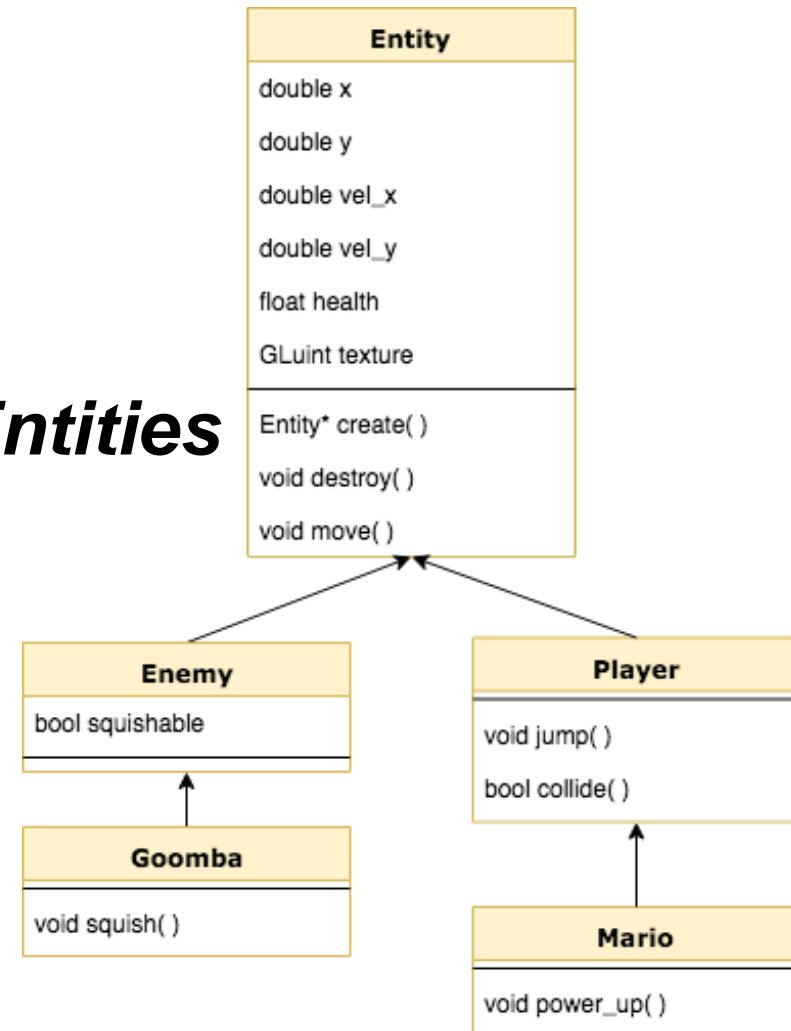 Entity
double x
double y
double vel_x
double vel_y
float health
GLuint texture
Entity* create( )
void destroy( )
void move( )
ntities
Enemy
bool squishable
Goomba
void squish( )
Player
void jump( )
bool collide( )
Mario
void power_up( )